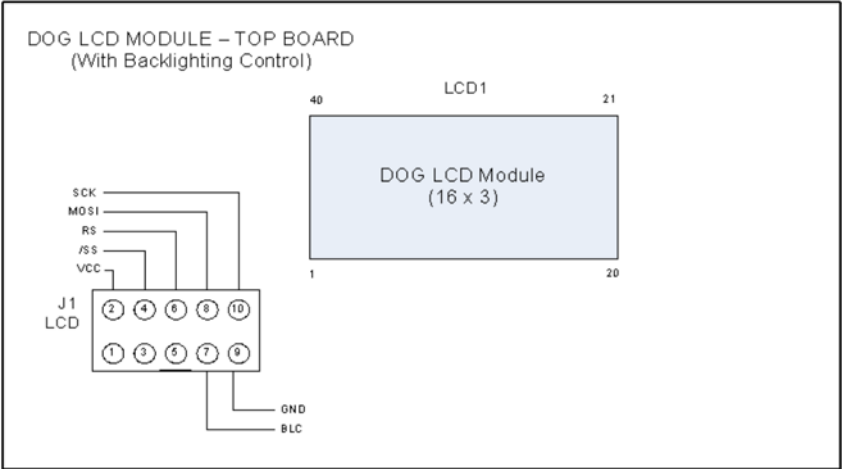 DOG LCD MODULE – TOP BOARD
(With Backlighting Control)
LCD1
40
21
DOG LCD Module
(16 x 3)
1
20
SCK
MOSI
RS
/SS
VCC
J1
LCD
2 4 6 8 10
1 3 5 7 9
GND
BLC